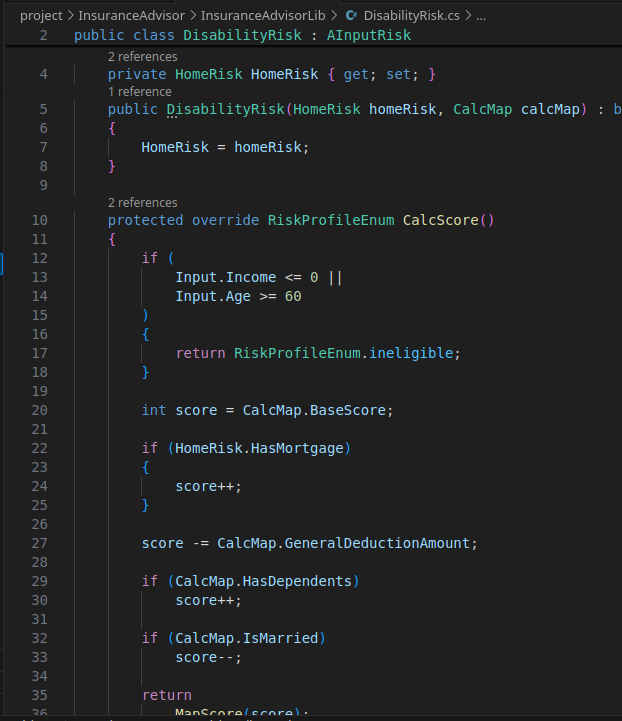 project > InsuranceAdvisor > InsuranceAdvisorLib > DisabilityRisk.cs > ...
2 public class DisabilityRisk : AInputRisk
2 references
4 private HomeRisk HomeRisk { get; set; }
1 reference
5 public DisabilityRisk(HomeRisk homeRisk, CalcMap calcMap) : b
6 {
7 HomeRisk = homeRisk;
8 }
9
2 references
10 protected override RiskProfileEnum CalcScore()
11 {
12 if (
13 Input.Income <= 0 ||
14 Input.Age >= 60
15 )
16 {
17 return RiskProfileEnum.ineligible;
18 }
19
20 int score = CalcMap.BaseScore;
21
22 if (HomeRisk.HasMortgage)
23 {
24 score++;
25 }
26
27 score -= CalcMap.GeneralDeductionAmount;
28
29 if (CalcMap.HasDependents)
30 score++;
31
32 if (CalcMap.IsMarried)
33 score--;
34
35 return
36 MapScore(score);